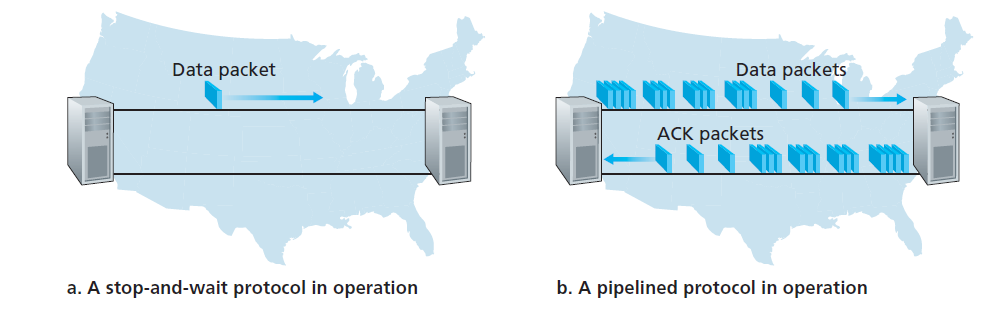 Data packet
Data packets
ACK packets
a. A stop-and-wait protocol in operation
b. A pipelined protocol in operation